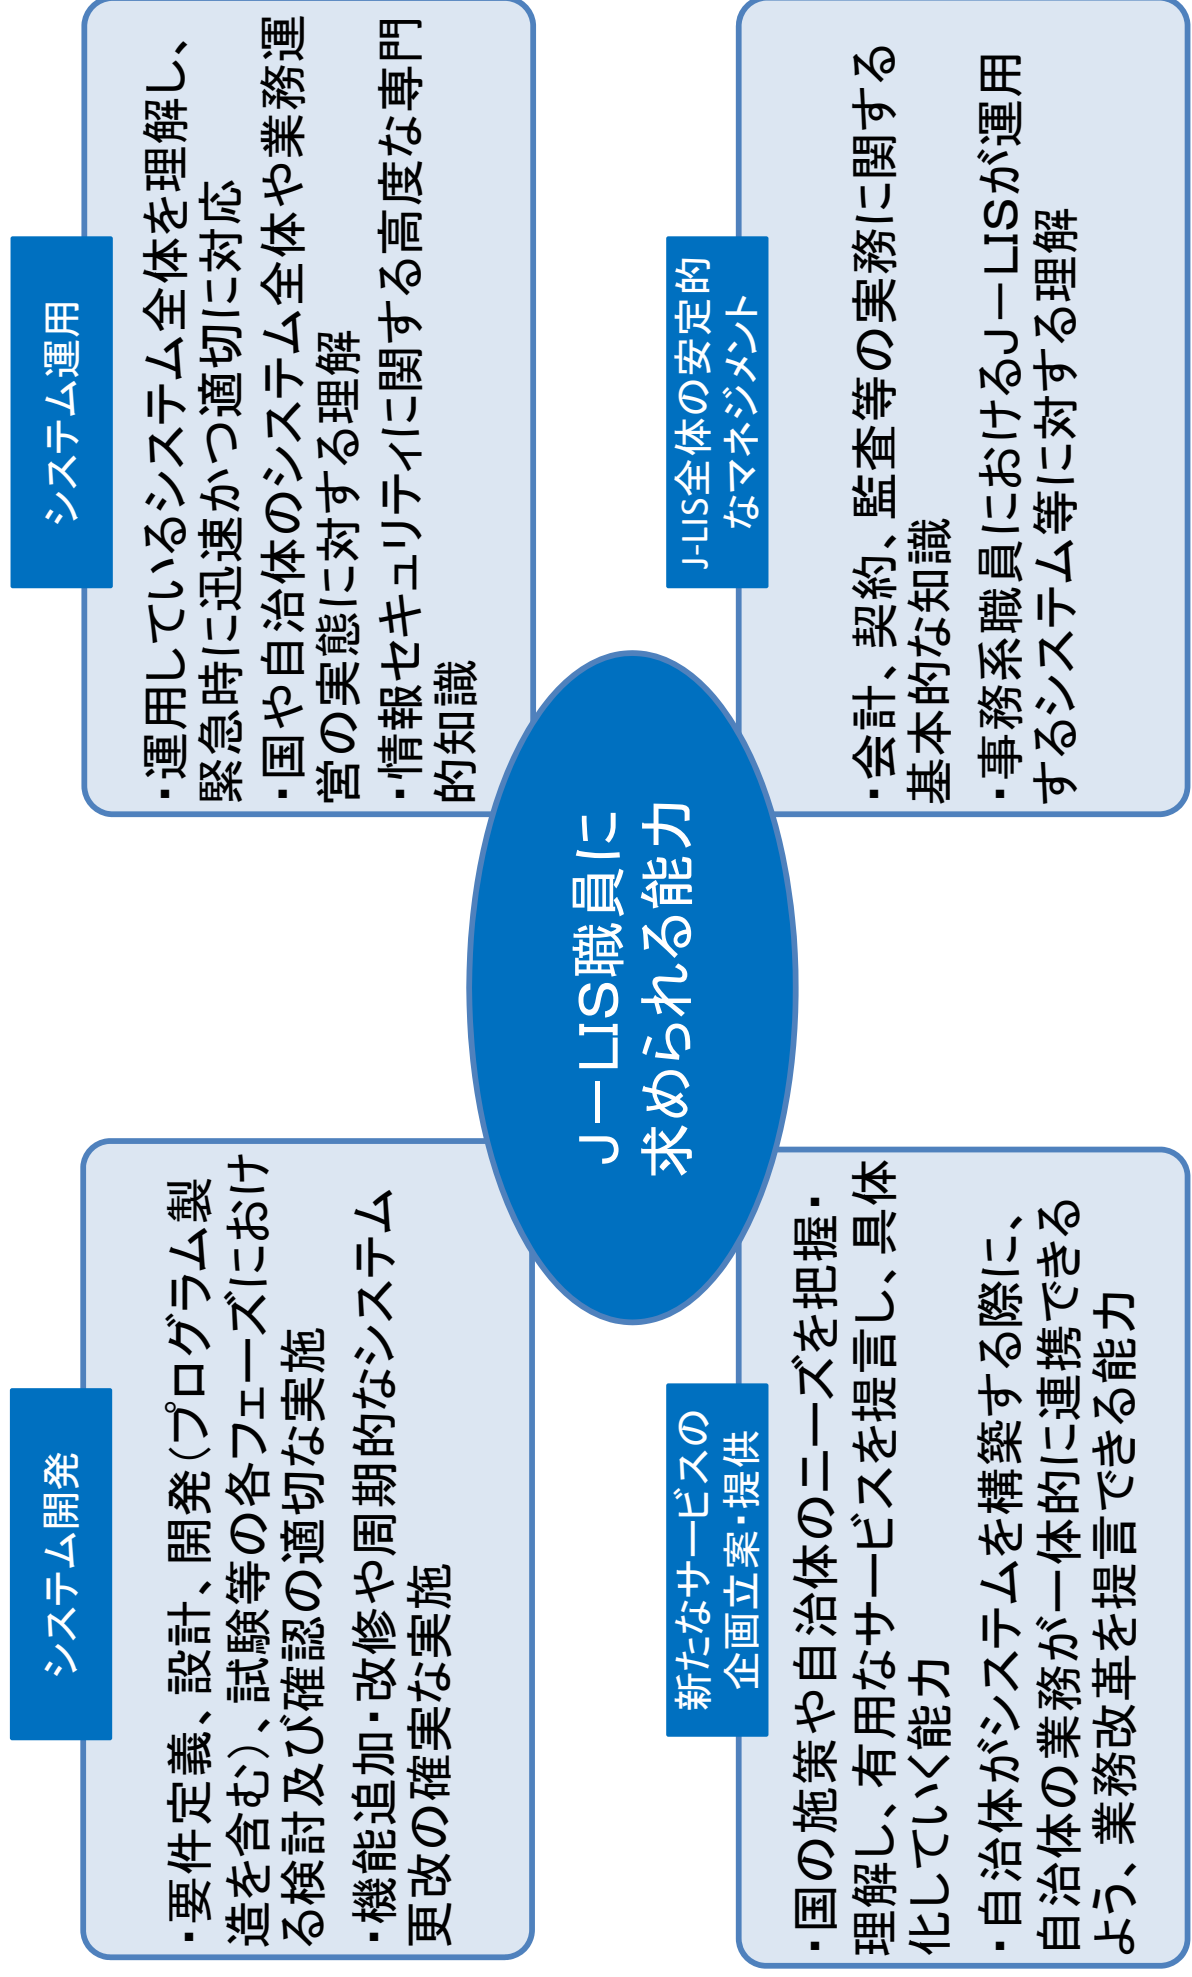 システム開発
・要件定義、設計、開発（プログラム製
造を含む）、試験等の各フェーズにおけ
る検討及び確認の適切な実施
・機能追加・改修や周期的なシステム
更改の確実な実施
システム運用
・運用しているシステム全体を理解し、
緊急時に迅速かつ適切に対応
・国や自治体のシステム全体や業務運
営の実態に対する理解
・情報セキュリティに関する高度な専門
的知識
J－LIS職員に
求められる能力
新たなサービスの
企画立案・提供
・国の施策や自治体のニーズを把握・
理解し、有用なサービスを提言し、具体
化していく能力
・自治体がシステムを構築する際に、
自治体の業務が一体的に連携できる
よう、業務改革を提言できる能力
J-LIS全体の安定的
なマネジメント
・会計、契約、監査等の実務に関する
基本的な知識
・事務系職員におけるJ－LISが運用
するシステム等に対する理解